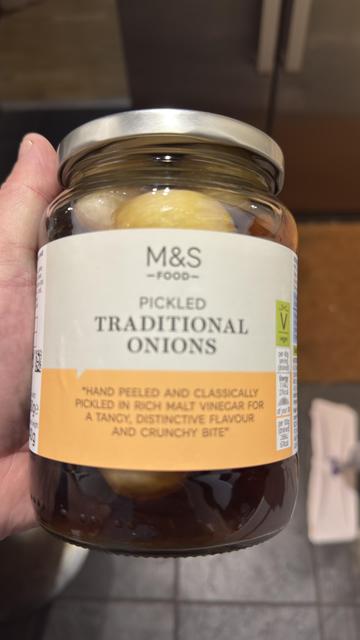 M&S
—FOOD—
PICKLED
TRADITIONAL
ONIONS
"HAND PEELED AND CLASSICALLY
PICKLED IN RICH MALT VINEGAR FOR
A TANGY, DISTINCTIVE FLAVOUR
AND CRUNCHY BITE"
V